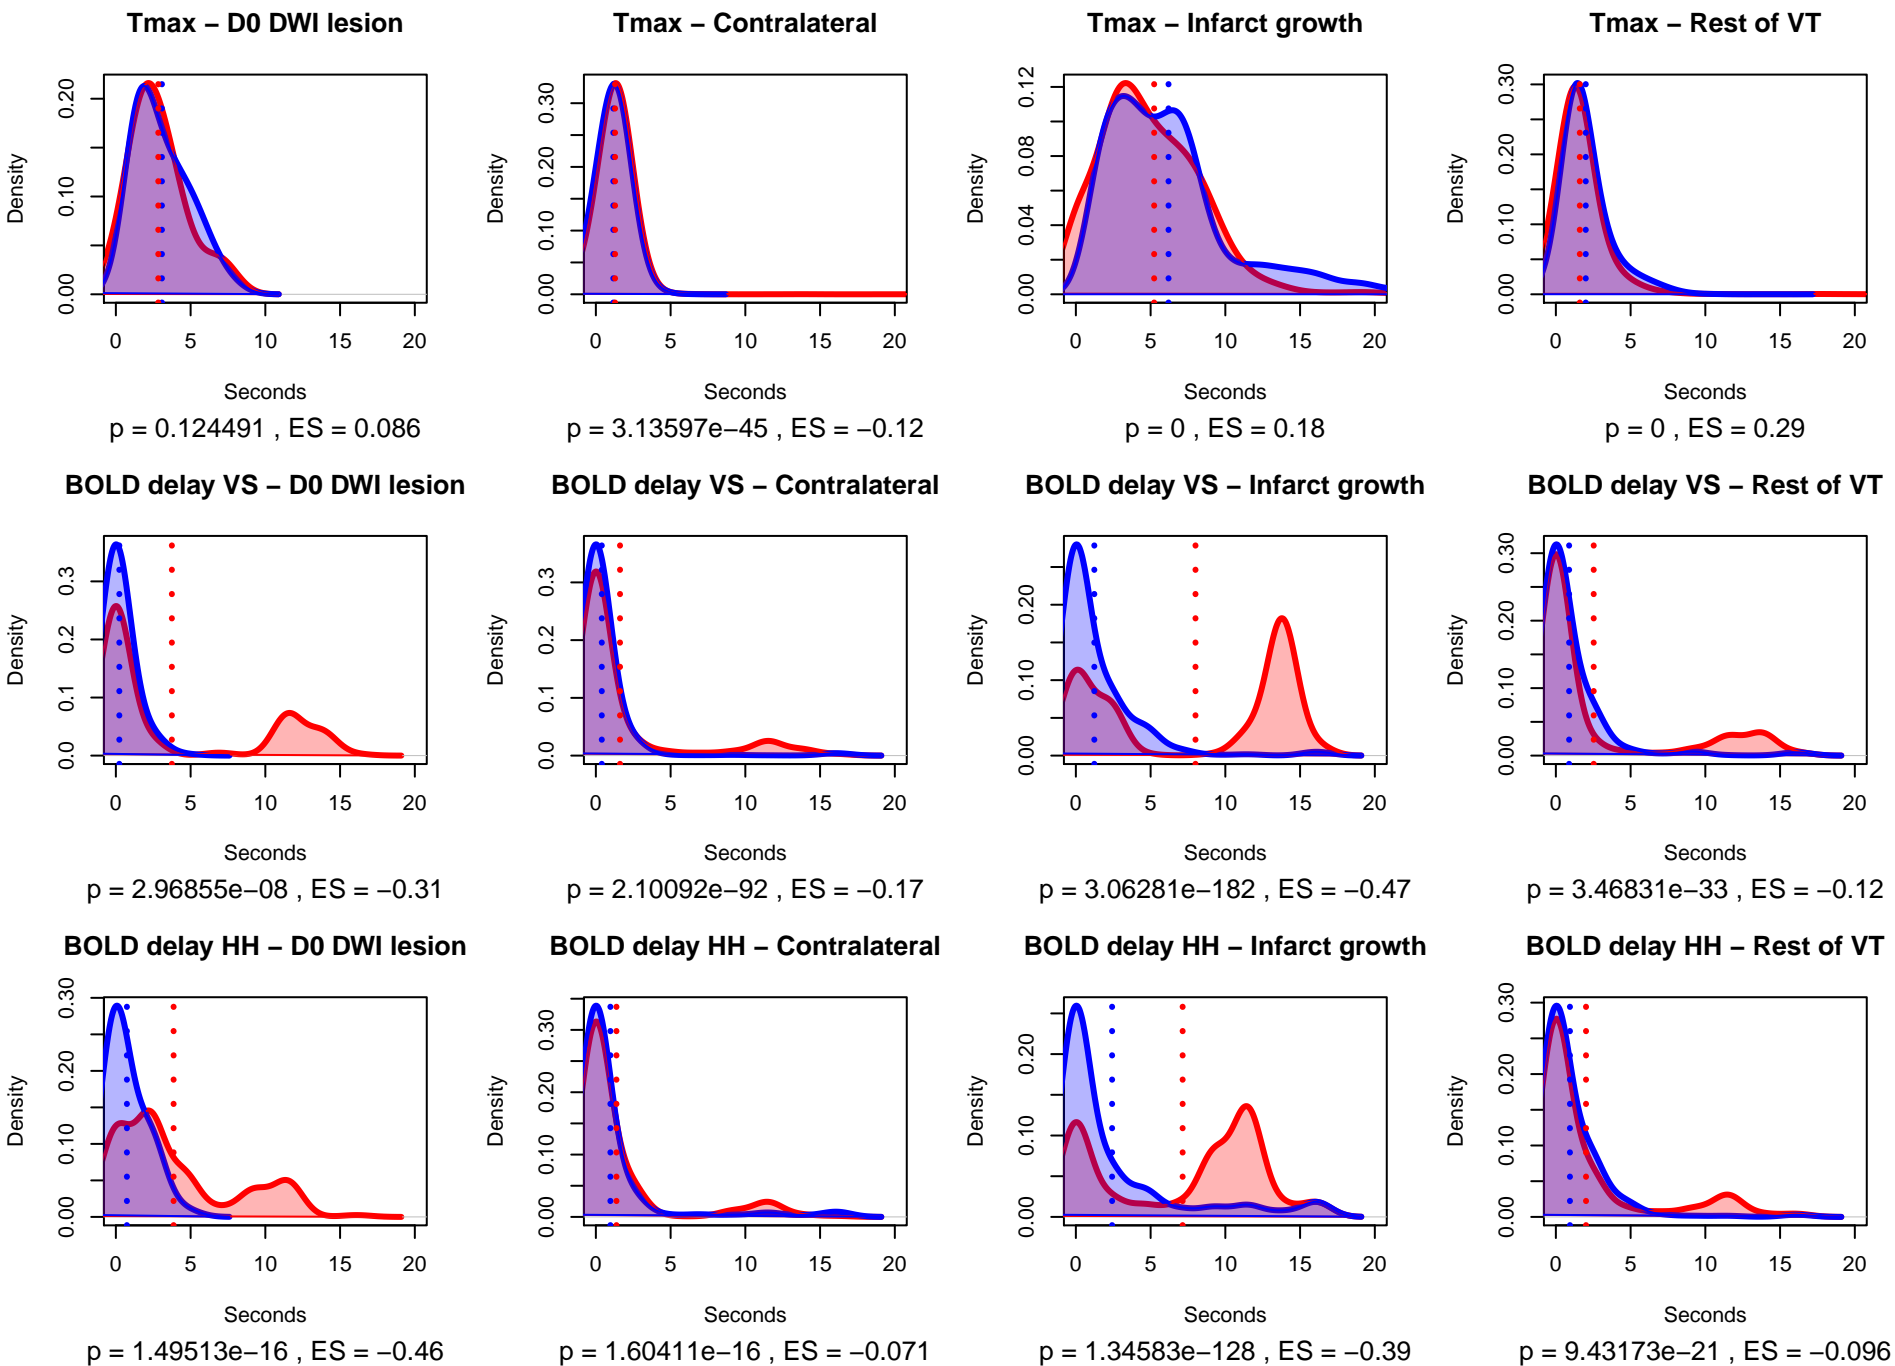 Tmax – D0 DWI lesion
Tmax – Contralateral
Tmax – Infarct growth
Tmax – Rest of VT
Density
0.00 0.10 0.20
0 5 10 15 20
Seconds
p = 0.124491 , ES = 0.086
Density
0.00 0.10 0.20 0.30
0 5 10 15 20
Seconds
p = 3.13597e−45 , ES = −0.12
Density
0.00 0.04 0.08 0.12
0 5 10 15 20
Seconds
p = 0 , ES = 0.18
Density
0.00 0.10 0.20 0.30
0 5 10 15 20
Seconds
p = 0 , ES = 0.29
BOLD delay VS – D0 DWI lesion
BOLD delay VS – Contralateral
BOLD delay VS – Infarct growth
BOLD delay VS – Rest of VT
Density
0.0 0.1 0.2 0.3
0 5 10 15 20
Seconds
p = 2.96855e−08 , ES = −0.31
Density
0.0 0.1 0.2 0.3
0 5 10 15 20
Seconds
p = 2.10092e−92 , ES = −0.17
Density
0.00 0.10 0.20
0 5 10 15 20
Seconds
p = 3.06281e−182 , ES = −0.47
Density
0.00 0.10 0.20 0.30
0 5 10 15 20
Seconds
p = 3.46831e−33 , ES = −0.12
BOLD delay HH – D0 DWI lesion
BOLD delay HH – Contralateral
BOLD delay HH – Infarct growth
BOLD delay HH – Rest of VT
Density
0.00 0.10 0.20 0.30
0 5 10 15 20
Seconds
p = 1.49513e−16 , ES = −0.46
Density
0.00 0.10 0.20 0.30
0 5 10 15 20
Seconds
p = 1.60411e−16 , ES = −0.071
Density
0.00 0.10 0.20
0 5 10 15 20
Seconds
p = 1.34583e−128 , ES = −0.39
Density
0.00 0.10 0.20 0.30
0 5 10 15 20
Seconds
p = 9.43173e−21 , ES = −0.096